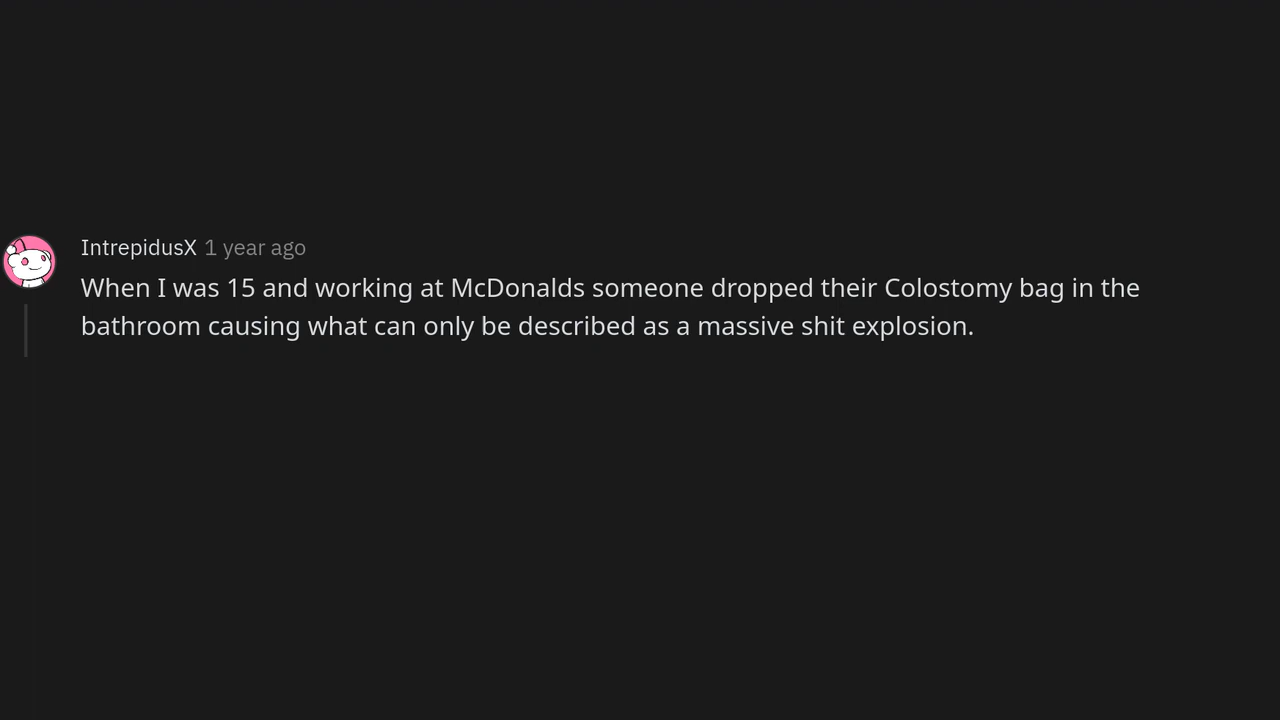 IntrepidusX 1 year ago
When I was 15 and working at McDonalds someone dropped their Colostomy bag in the
bathroom causing what can only be described as a massive shit explosion.